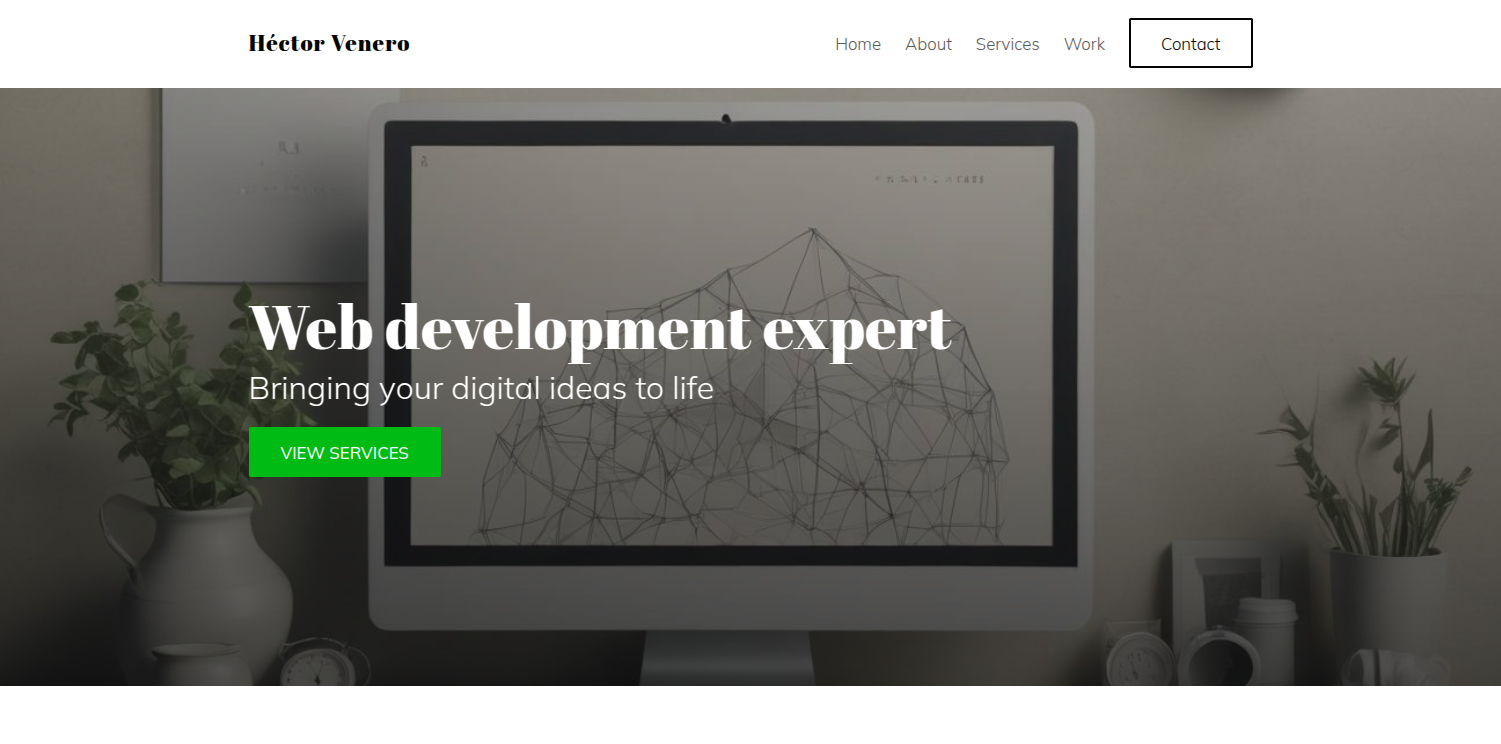 Héctor Venero
Home About Services Work Contact
Web development expert
Bringing your digital ideas to life
VIEW SERVICES